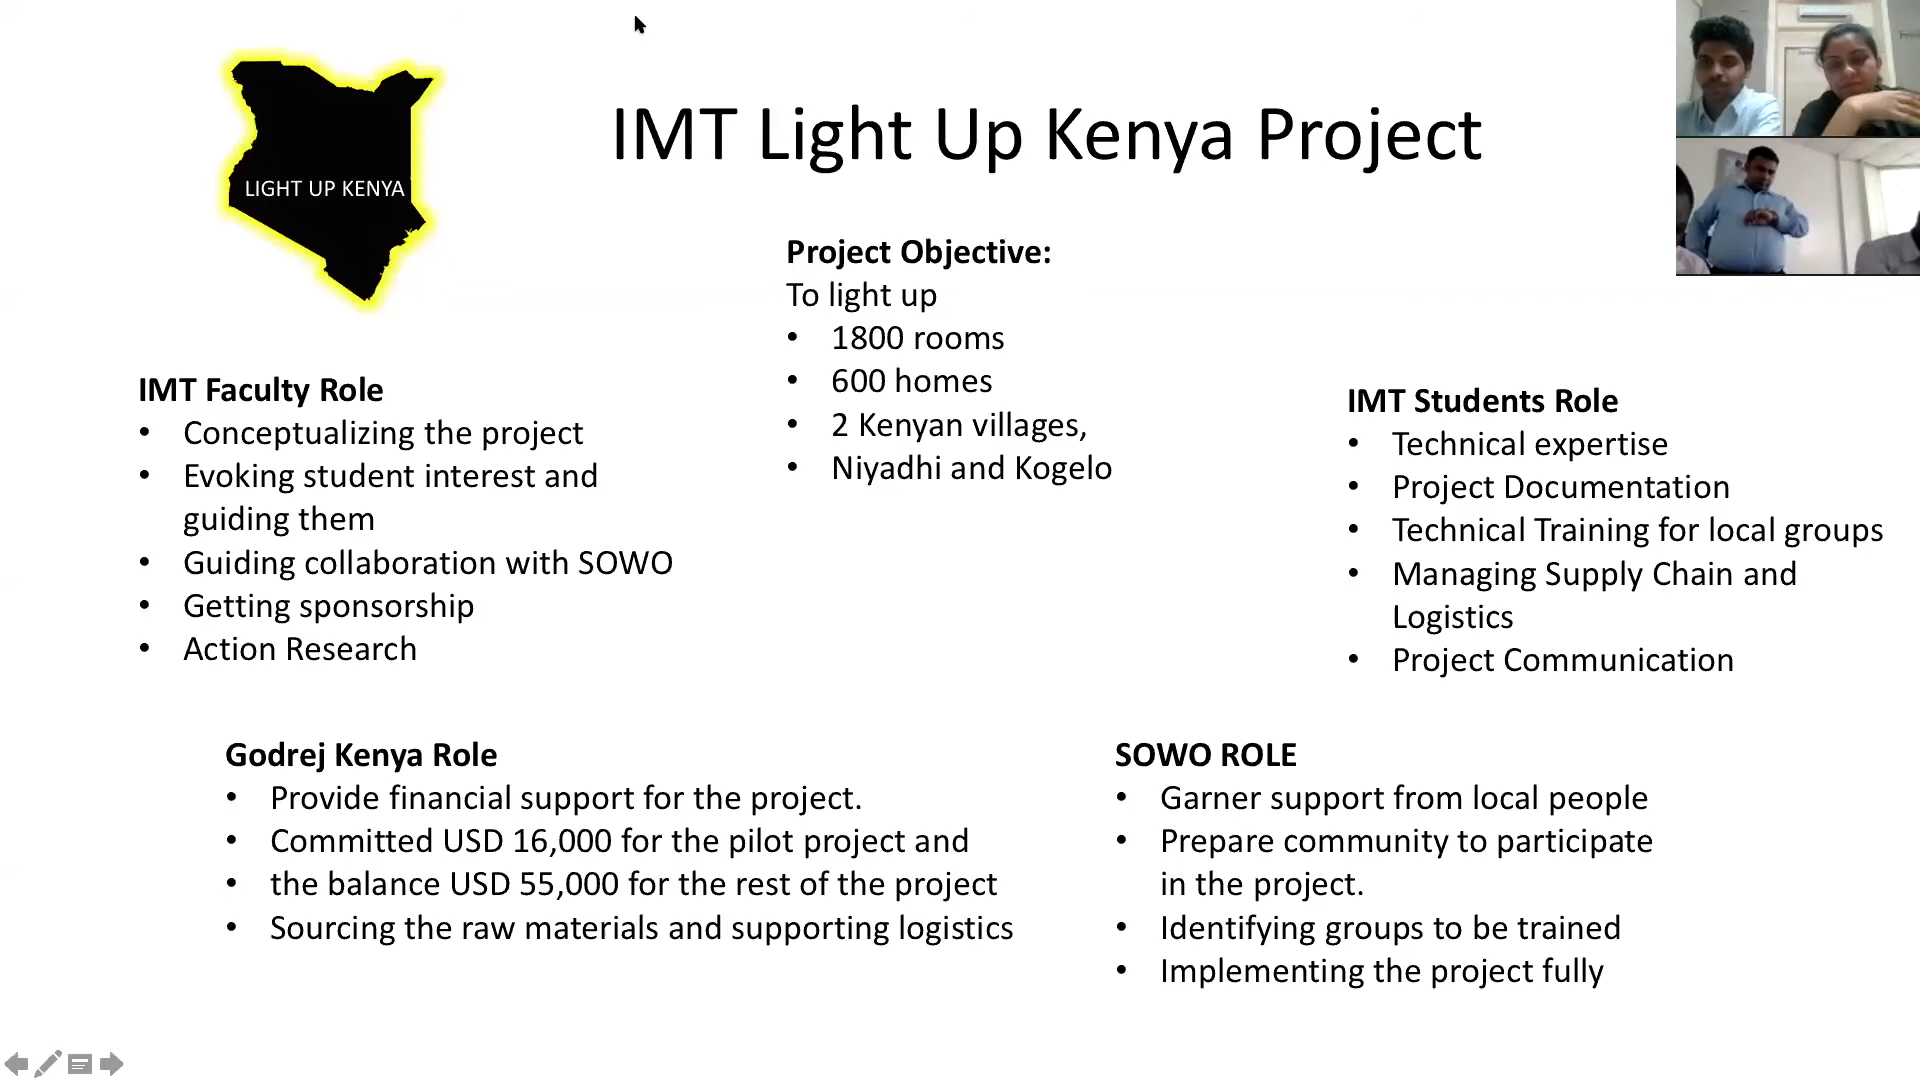 LIGHT UP KENYA
IMT Light Up Kenya Project
Project Objective:
To light up
• 1800 rooms
• 600 homes
• 2 Kenyan villages,
• Niyadhi and Kogelo
IMT Faculty Role
• Conceptualizing the project
• Evoking student interest and
guiding them
• Guiding collaboration with SOWO
• Getting sponsorship
• Action Research
IMT Students Role
• Technical expertise
• Project Documentation
• Technical Training for local groups
• Managing Supply Chain and
Logistics
• Project Communication
Godrej Kenya Role
• Provide financial support for the project.
• Committed USD 16,000 for the pilot project and
• the balance USD 55,000 for the rest of the project
• Sourcing the raw materials and supporting logistics
SOWO ROLE
• Garner support from local people
• Prepare community to participate
in the project.
• Identifying groups to be trained
• Implementing the project fully